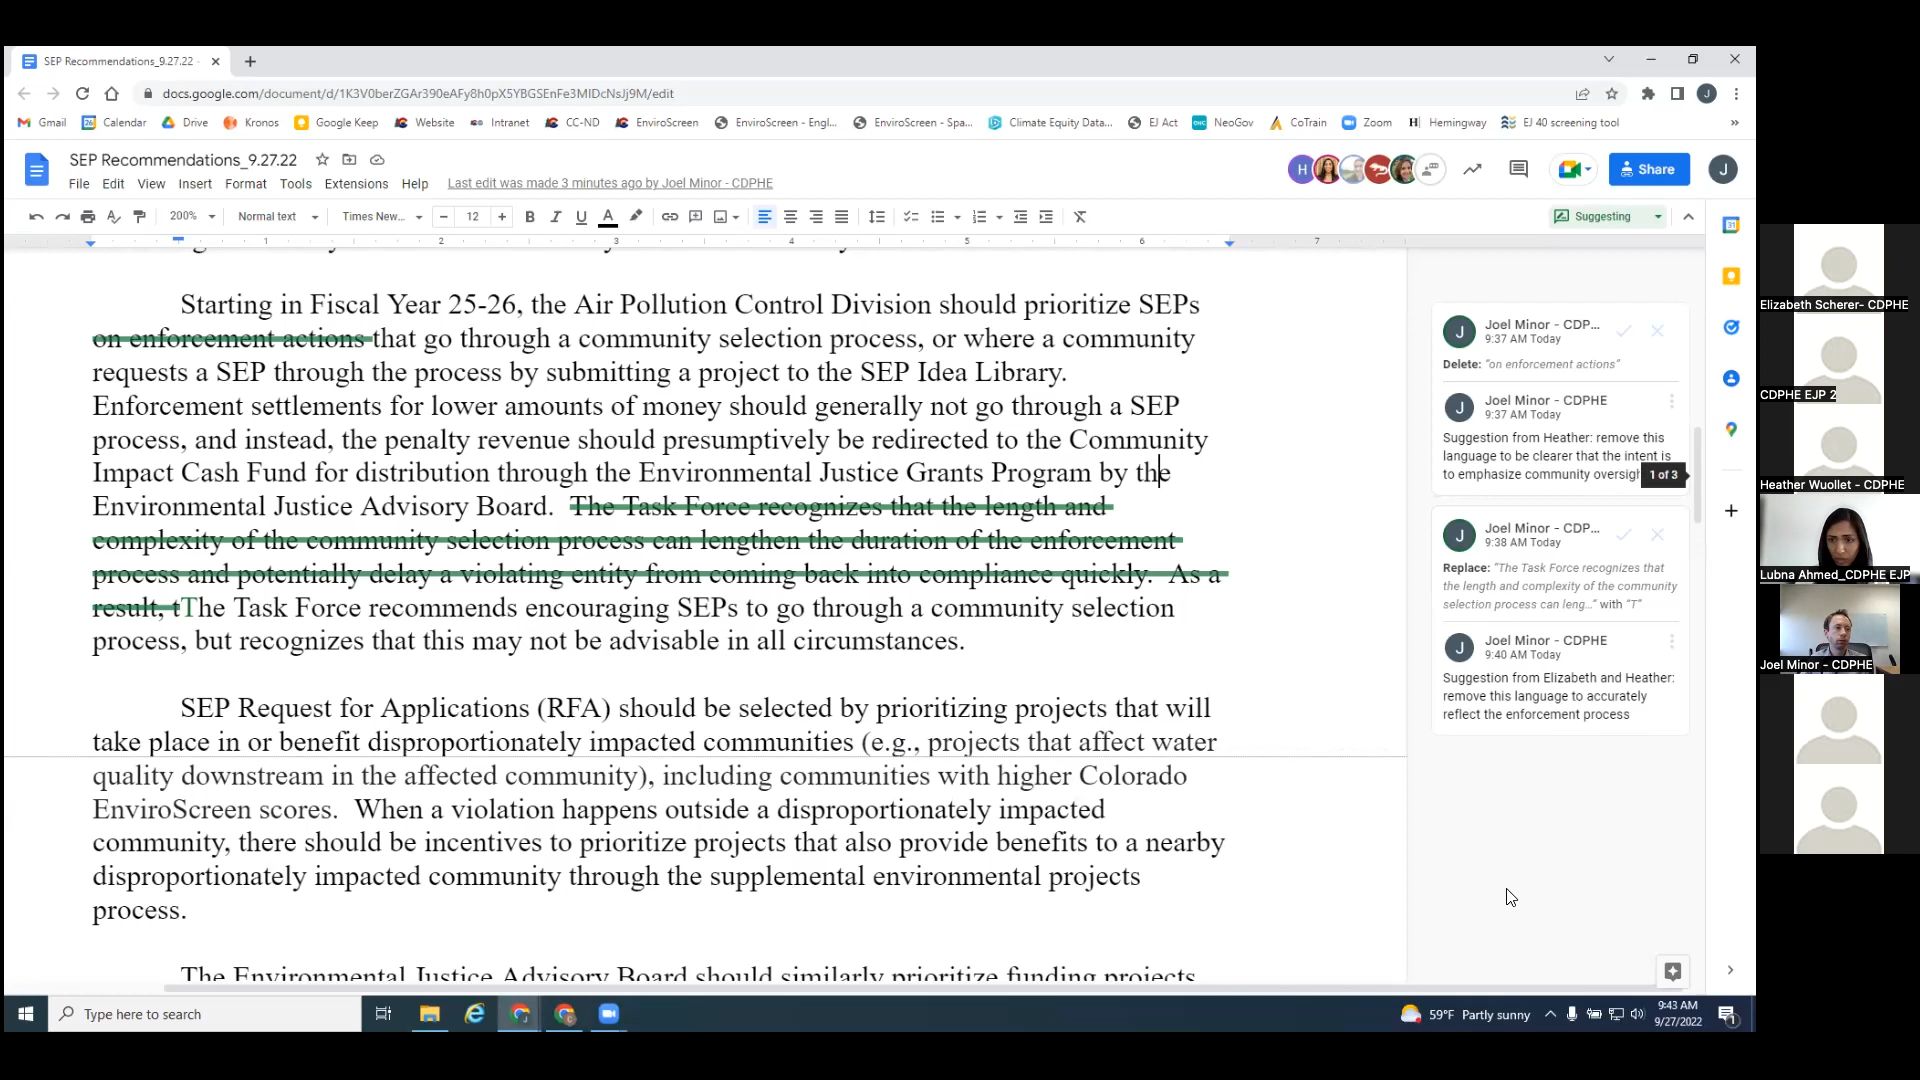 SEP Recommendations_9.27.22
docs.google.com/document/d/1K3V0berZGAr390eAFy8h0pX5YBGSEnFe3MIDcNsJj9M/edit
Gmail Calendar Drive Kronos Google Keep Website Intranet CC-ND EnviroScreen EnviroScreen - Engl... EnviroScreen - Spa... Climate Equity Data... EJ Act NeoGov CoTrain Zoom Hemingway EJ 40 screening tool »
SEP Recommendations_9.27.22
H
Share
J
File Edit View Insert Format Tools Extensions Help Last edit was made 3 minutes ago by Joel Minor - CDPHE
200% Normal text Times New... 12 B I U A Suggesting
1 2 3 4 5 6 7
Starting in Fiscal Year 25-26, the Air Pollution Control Division should prioritize SEPs
on enforcement actions that go through a community selection process, or where a community
requests a SEP through the process by submitting a project to the SEP Idea Library.
Enforcement settlements for lower amounts of money should generally not go through a SEP
process, and instead, the penalty revenue should presumptively be redirected to the Community
Impact Cash Fund for distribution through the Environmental Justice Grants Program by the
Environmental Justice Advisory Board. The Task Force recognizes that the length and
complexity of the community selection process can lengthen the duration of the enforcement
process and potentially delay a violating entity from coming back into compliance quickly. As a
result, tThe Task Force recommends encouraging SEPs to go through a community selection
process, but recognizes that this may not be advisable in all circumstances.
SEP Request for Applications (RFA) should be selected by prioritizing projects that will
take place in or benefit disproportionately impacted communities (e.g., projects that affect water
quality downstream in the affected community), including communities with higher Colorado
EnviroScreen scores. When a violation happens outside a disproportionately impacted
community, there should be incentives to prioritize projects that also provide benefits to a nearby
disproportionately impacted community through the supplemental environmental projects
process.
The Environmental Justice Advisory Board should similarly prioritize funding projects
J
Joel Minor - CDP...
9:37 AM Today
Delete: "on enforcement actions"
J
Joel Minor - CDPHE
9:37 AM Today
Suggestion from Heather: remove this
language to be clearer that the intent is
to emphasize community oversigh
1 of 3
J
Joel Minor - CDP...
9:38 AM Today
Replace: "The Task Force recognizes that
the length and complexity of the community
selection process can leng..." with "T"
J
Joel Minor - CDPHE
9:40 AM Today
Suggestion from Elizabeth and Heather:
remove this language to accurately
reflect the enforcement process
Elizabeth Scherer- CDPHE
CDPHE EJP 2
Heather Wuollet - CDPHE
Lubna Ahmed_CDPHE EJP
Joel Minor - CDPHE
Type here to search
59°F Partly sunny
9:43 AM
9/27/2022
1